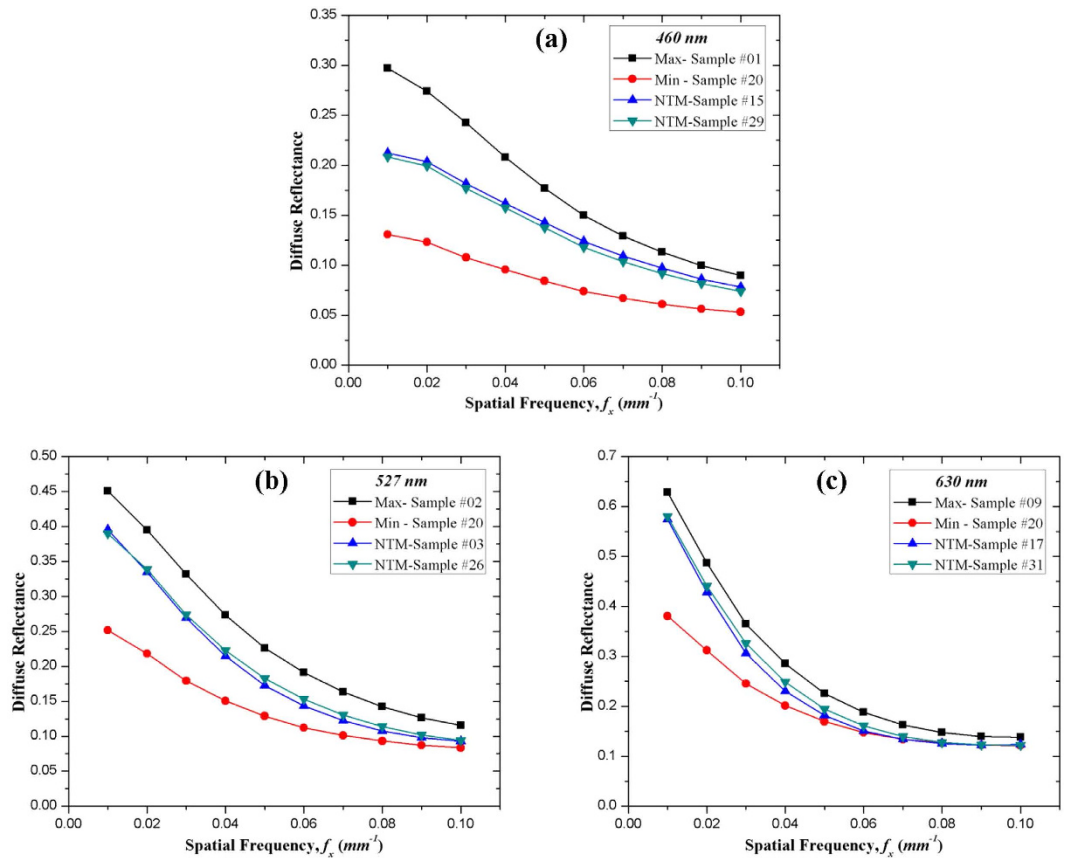 (a)
460 nm
Max- Sample #01
Min - Sample #20
NTM-Sample #15
NTM-Sample #29
Diffuse Reflectance
0.35
0.30
0.25
0.20
0.15
0.10
0.05
0.00
0.00 0.02 0.04 0.06 0.08 0.10
Spatial Frequency, fx (mm⁻¹)
(b)
527 nm
Max- Sample #02
Min - Sample #20
NTM-Sample #03
NTM-Sample #26
Diffuse Reflectance
0.50
0.45
0.40
0.35
0.30
0.25
0.20
0.15
0.10
0.05
0.00
0.00 0.02 0.04 0.06 0.08 0.10
Spatial Frequency, fx (mm⁻¹)
(c)
630 nm
Max- Sample #09
Min - Sample #20
NTM-Sample #17
NTM-Sample #31
Diffuse Reflectance
0.7
0.6
0.5
0.4
0.3
0.2
0.1
0.0
0.00 0.02 0.04 0.06 0.08 0.10
Spatial Frequency, fx (mm⁻¹)